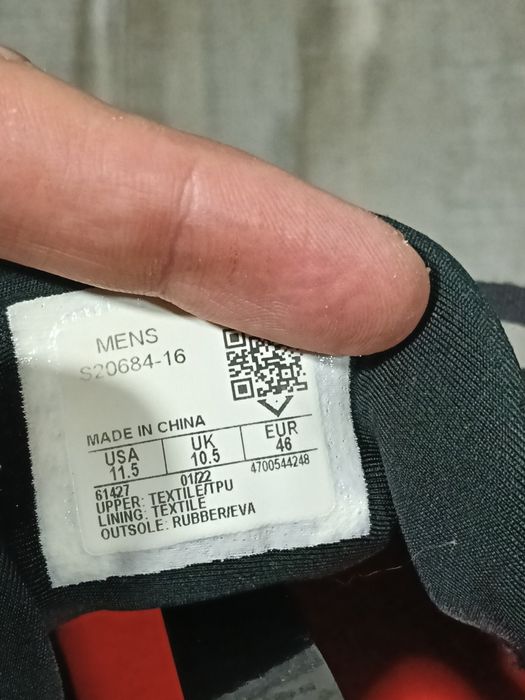 MENS
S20684-16
MADE IN CHINA
USA UK EUR
11.5 10.5 46
61427 01/22 4700544248
UPPER: TEXTILE/TPU
LINING: TEXTILE
OUTSOLE: RUBBER/EVA